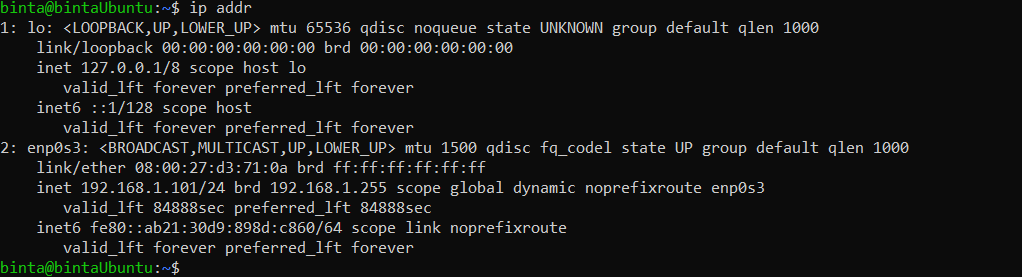 binta@bintaUbuntu:~$ ip addr
1: lo: <LOOPBACK,UP,LOWER_UP> mtu 65536 qdisc noqueue state UNKNOWN group default qlen 1000
    link/loopback 00:00:00:00:00:00 brd 00:00:00:00:00:00
    inet 127.0.0.1/8 scope host lo
       valid_lft forever preferred_lft forever
    inet6 ::1/128 scope host
       valid_lft forever preferred_lft forever
2: enp0s3: <BROADCAST,MULTICAST,UP,LOWER_UP> mtu 1500 qdisc fq_codel state UP group default qlen 1000
    link/ether 08:00:27:d3:71:0a brd ff:ff:ff:ff:ff:ff
    inet 192.168.1.101/24 brd 192.168.1.255 scope global dynamic noprefixroute enp0s3
       valid_lft 84888sec preferred_lft 84888sec
    inet6 fe80::ab21:30d9:898d:c860/64 scope link noprefixroute
       valid_lft forever preferred_lft forever
binta@bintaUbuntu:~$